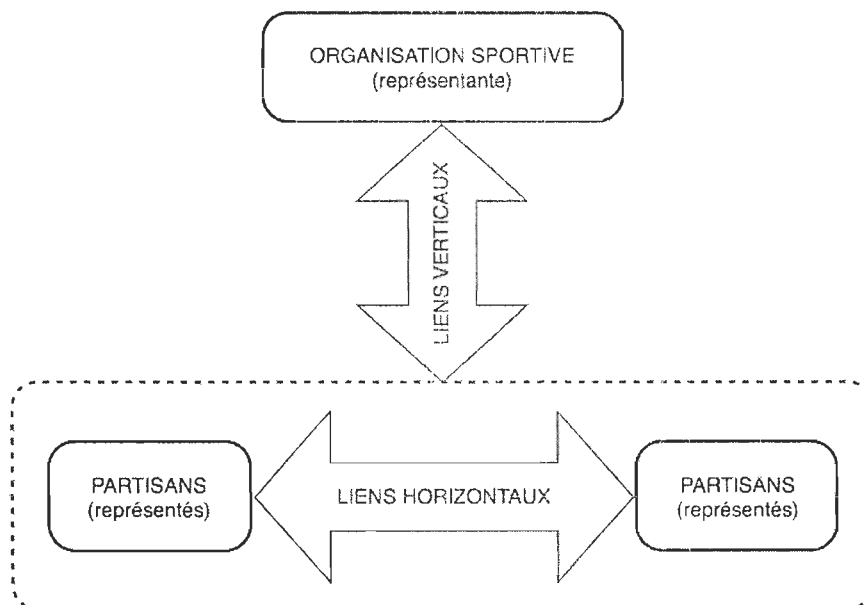 ORGANISATION SPORTIVE
(représentante)
LIENS VERTICAUX
PARTISANS
(représentés)
LIENS HORIZONTAUX
PARTISANS
(représentés)